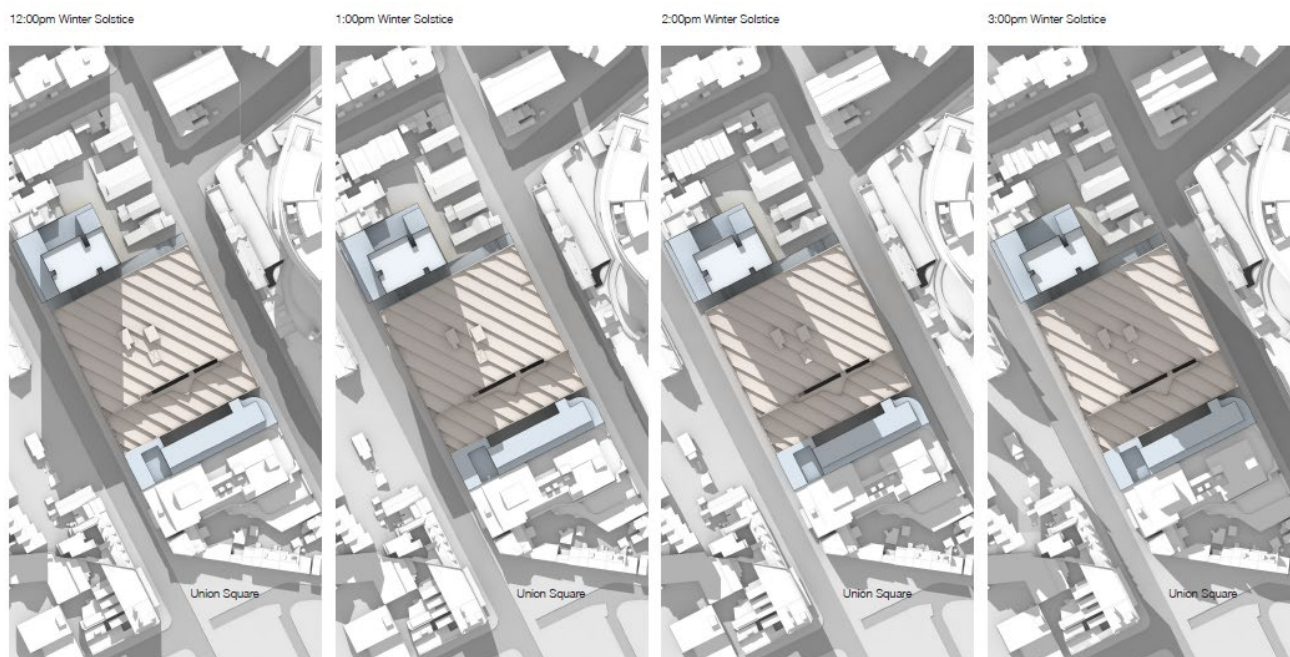 12:00pm Winter Solstice
1:00pm Winter Solstice
2:00pm Winter Solstice
3:00pm Winter Solstice
Union Square
Union Square
Union Square
Union Square